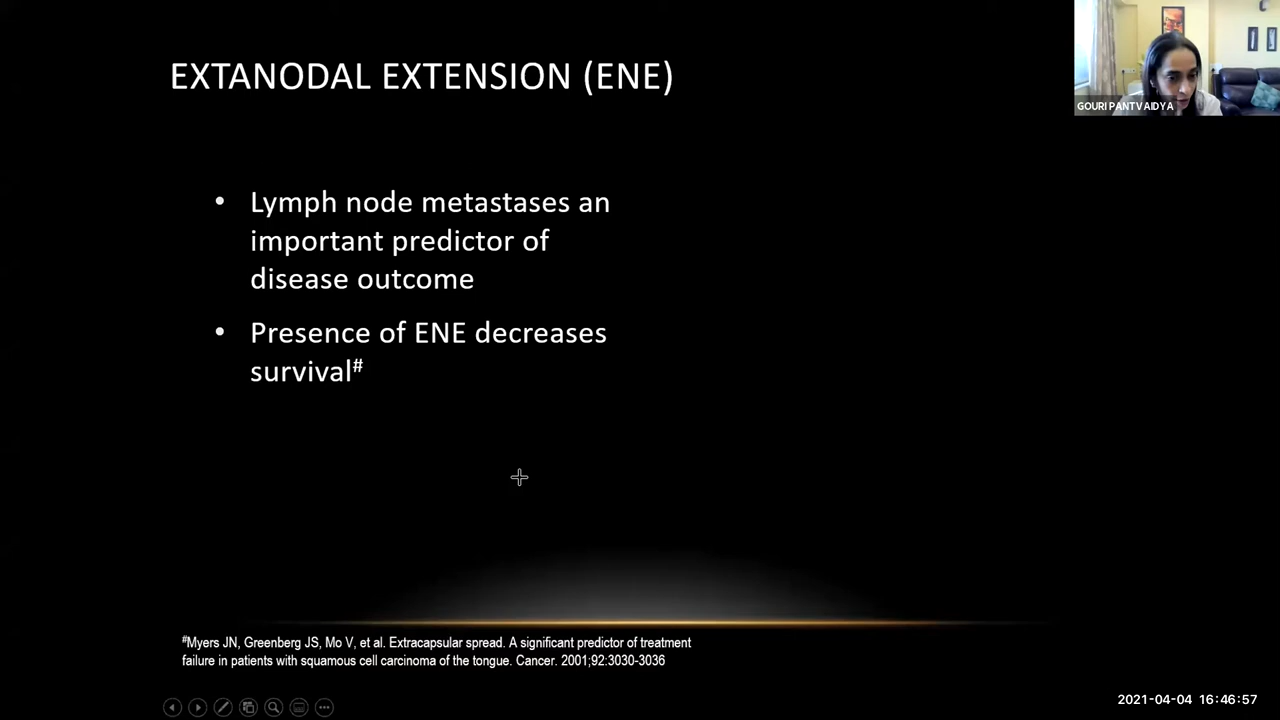 EXTANODAL EXTENSION (ENE)
GOURI PANTVAIDYA
• Lymph node metastases an
important predictor of
disease outcome
• Presence of ENE decreases
survival#
#Myers JN, Greenberg JS, Mo V, et al. Extracapsular spread. A significant predictor of treatment
failure in patients with squamous cell carcinoma of the tongue. Cancer. 2001;92:3030-3036
2021-04-04 16:46:57